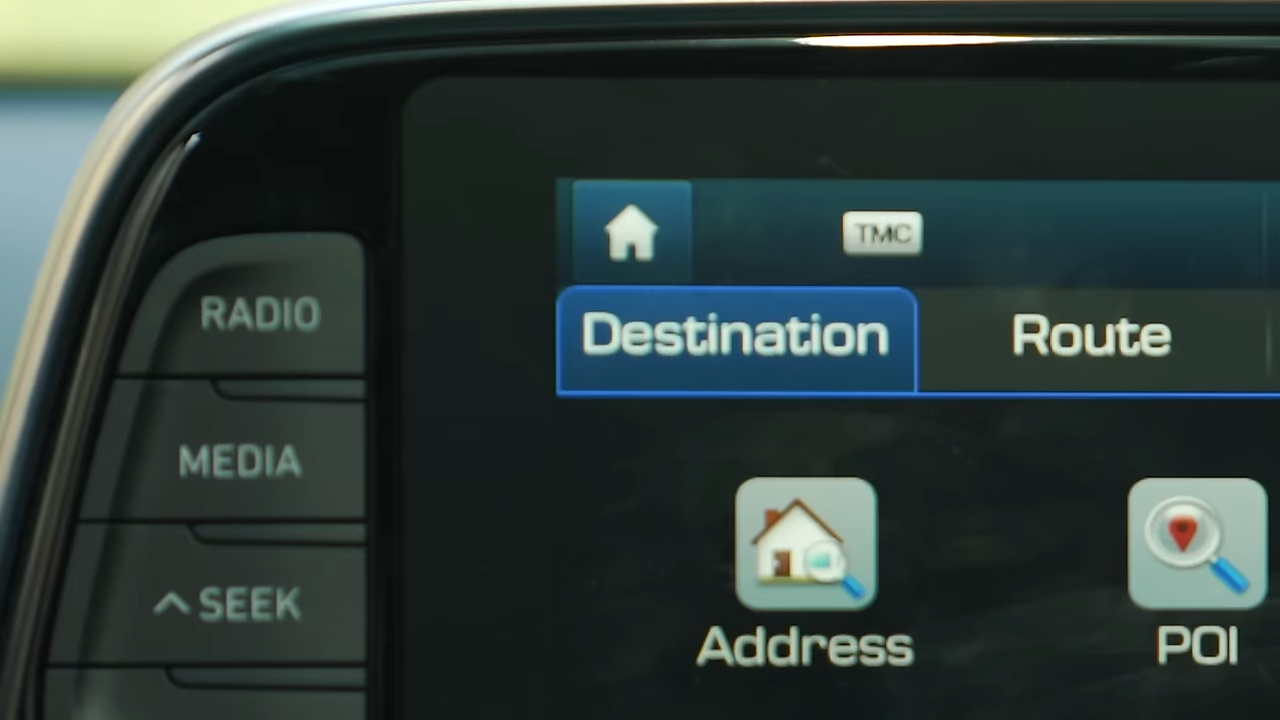 TMC
RADIO
Destination Route
MEDIA
SEEK
Address POI